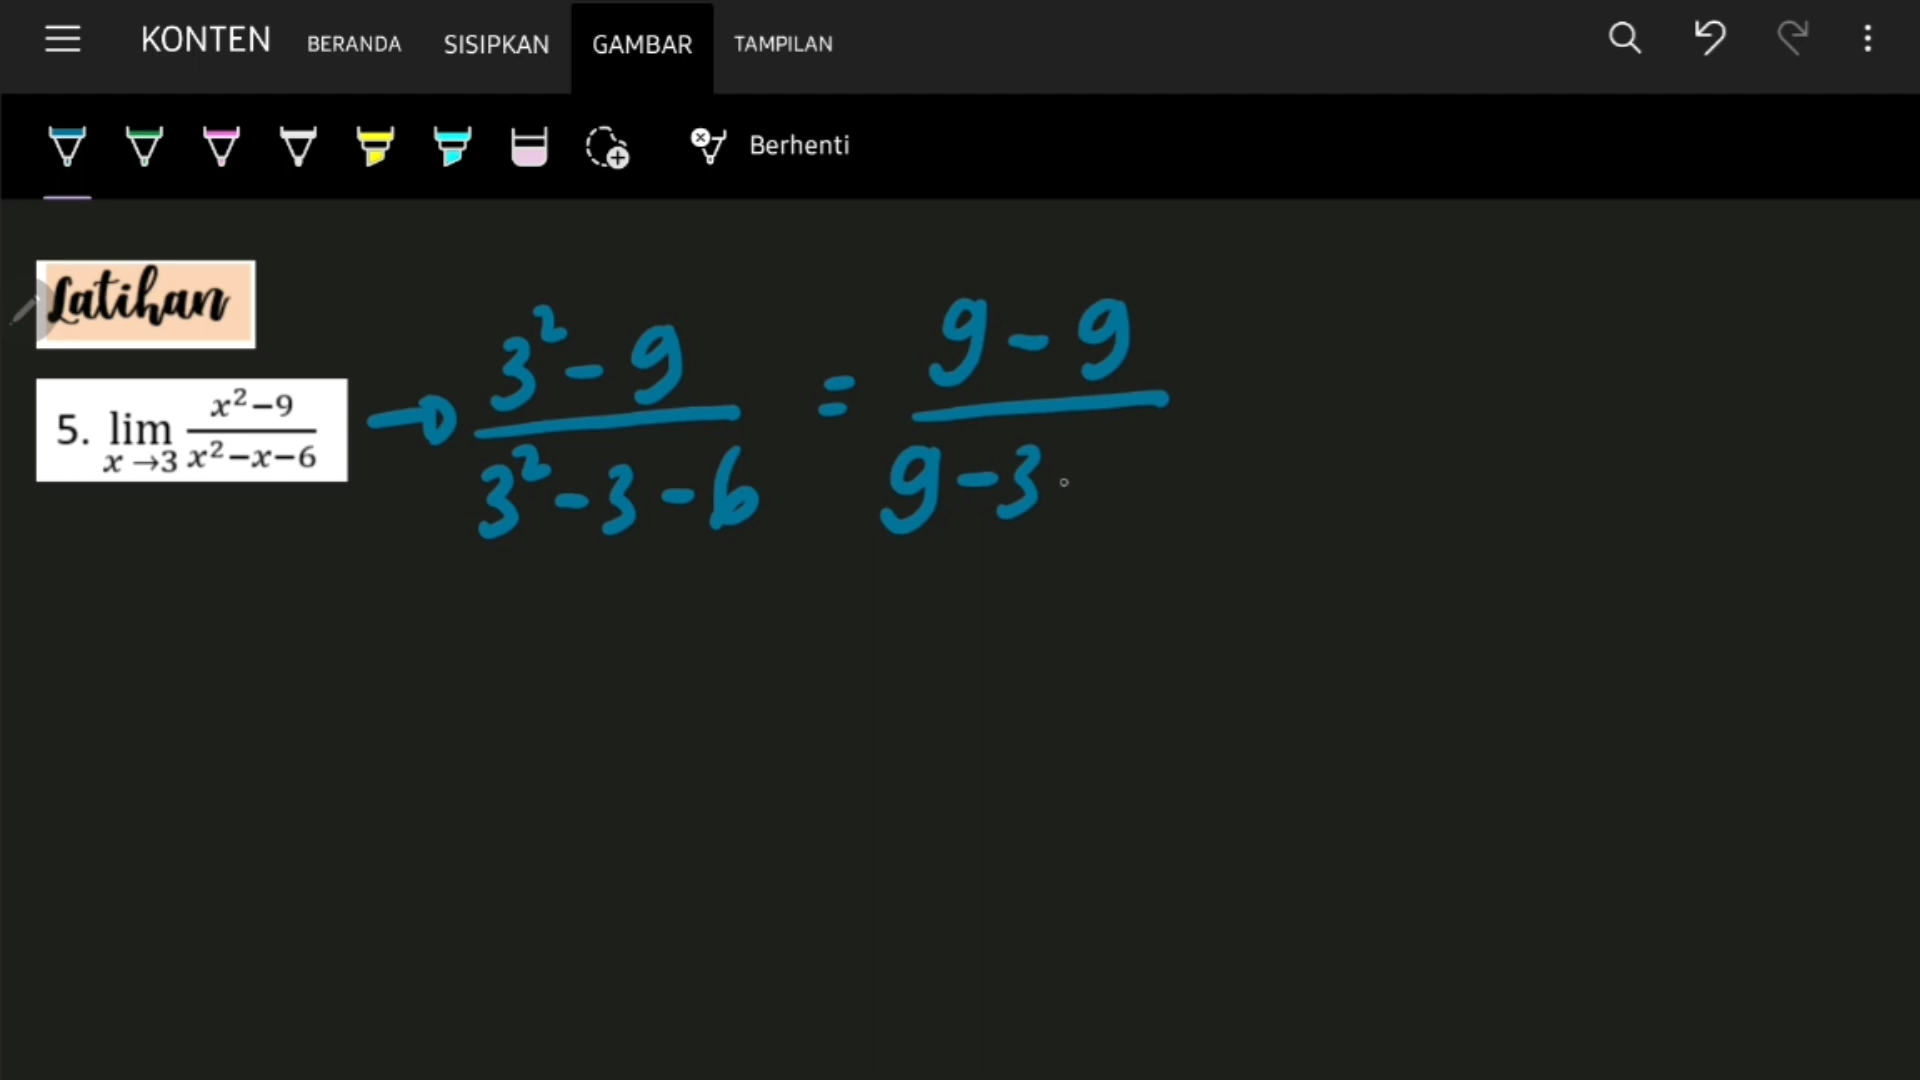 KONTEN BERANDA SISIPKAN GAMBAR TAMPILAN
Berhenti
Latihan
5. lim x→3 (x²−9)/(x²−x−6) → (3²−9)/(3²−3−6) = (9−9)/(9−3